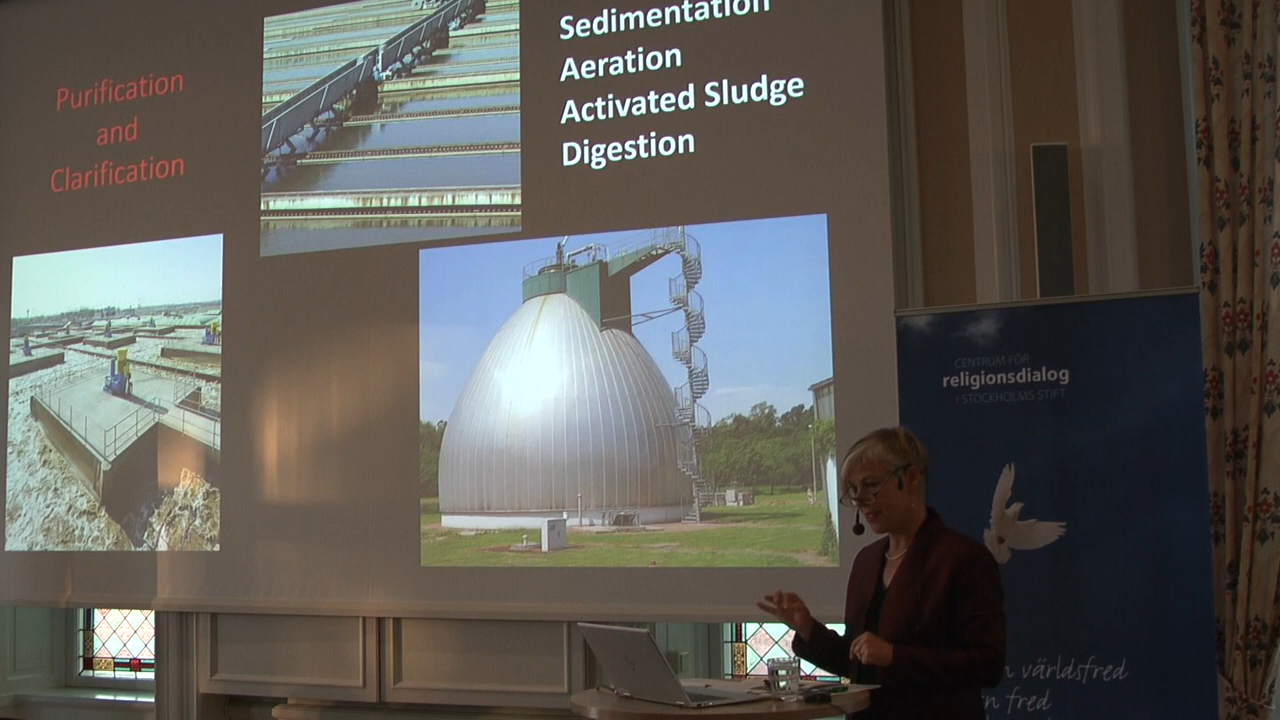 Purification
and
Clarification
Sedimentation
Aeration
Activated Sludge
Digestion
CENTRUM FÖR
religionsdialog
I STOCKHOLMS STIFT
världsfred
fred